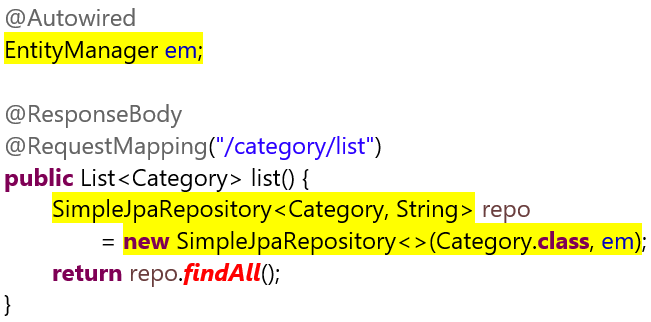 @Autowired
EntityManager em;
@ResponseBody
@RequestMapping("/category/list")
public List<Category> list() {
SimpleJpaRepository<Category, String> repo
= new SimpleJpaRepository<>(Category.class, em);
return repo.findAll();
}